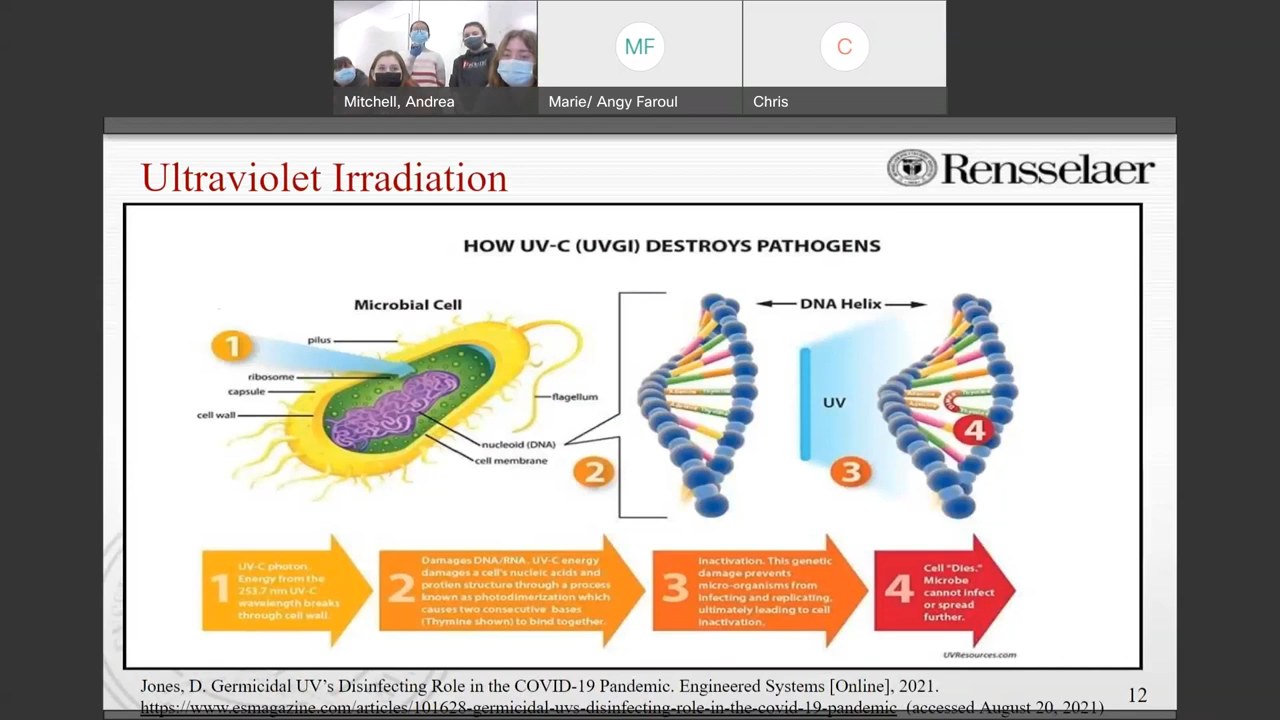 MF
C
Mitchell, Andrea
Marie/ Angy Faroul
Chris
Ultraviolet Irradiation
Rensselaer
HOW UV-C (UVGI) DESTROYS PATHOGENS
Microbial Cell
DNA Helix
1
pilus
ribosome
capsule
cell wall
flagellum
nucleoid (DNA)
cell membrane
2
UV
3
4
1
UV-C photon.
Energy from the
253.7 nm UV-C
wavelength breaks
through cell wall.
2
Damages DNA/RNA. UV-C energy
damages a cell's nucleic acids and
protien structure through a process
known as photodimerization which
causes two consecutive bases
(Thymine shown) to bind together.
3
Inactivation. This genetic
damage prevents
micro-organisms from
infecting and replicating,
ultimately leading to cell
inactivation.
4
Cell "Dies."
Microbe
cannot infect
or spread
further.
UVResources.com
Jones, D. Germicidal UV's Disinfecting Role in the COVID-19 Pandemic. Engineered Systems [Online], 2021.
https://www.esmagazine.com/articles/101628-germicidal-uvs-disinfecting-role-in-the-covid-19-pandemic (accessed August 20, 2021)
12